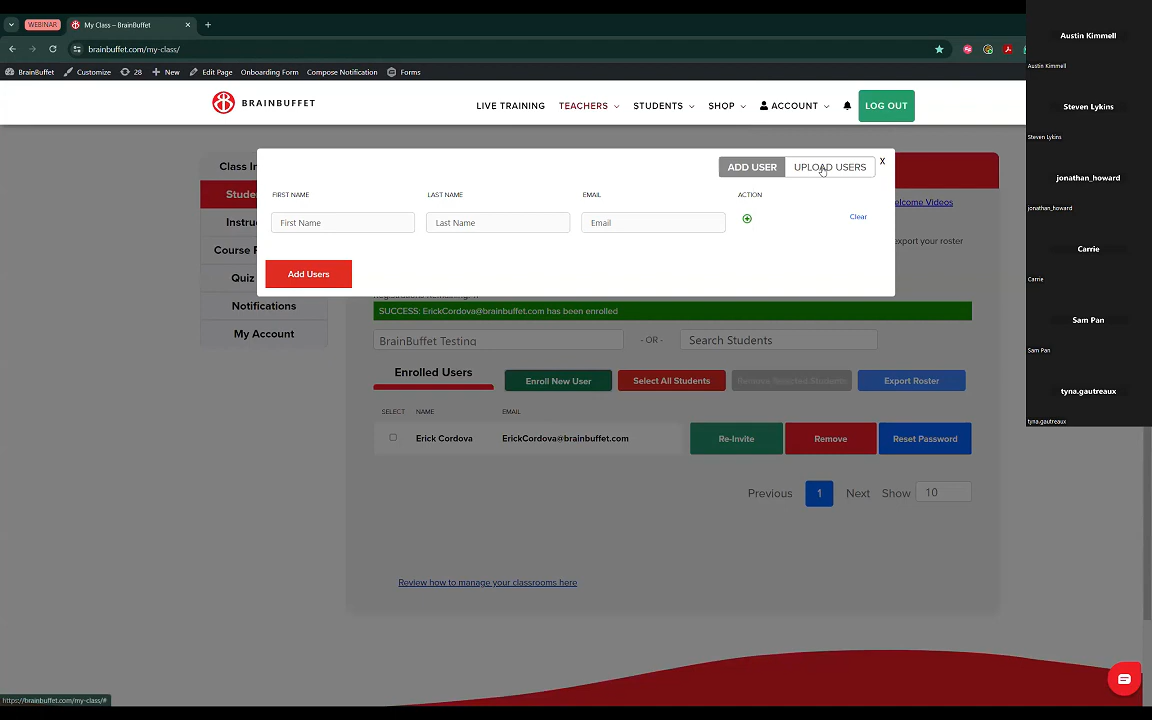 WEBINAR
My Class – BrainBuffet
brainbuffet.com/my-class/
BrainBuffet
Customize
28
New
Edit Page
Onboarding Form
Compose Notification
Forms
BRAINBUFFET
LIVE TRAINING
TEACHERS
STUDENTS
SHOP
ACCOUNT
LOG OUT
ADD USER
UPLOAD USERS
X
FIRST NAME
LAST NAME
EMAIL
ACTION
First Name
Last Name
Email
Clear
Add Users
Class
Course
Quiz
Notifications
My Account
Videos
export your roster
SUCCESS: ErickCordova@brainbuffet.com has been enrolled
BrainBuffet Testing
- OR -
Search Students
Enrolled Users
Enroll New User
Select All Students
Remove Selected Students
Export Roster
SELECT
NAME
EMAIL
Erick Cordova
ErickCordova@brainbuffet.com
Re-Invite
Remove
Reset Password
Previous
1
Next
Show
10
Review how to manage your classrooms here
https://brainbuffet.com/my-class/#
Austin Kimmell
Austin Kimmell
Steven Lykins
Steven Lykins
jonathan_howard
jonathan_howard
Carrie
Carrie
Sam Pan
Sam Pan
tyna.gautreaux
tyna.gautreaux